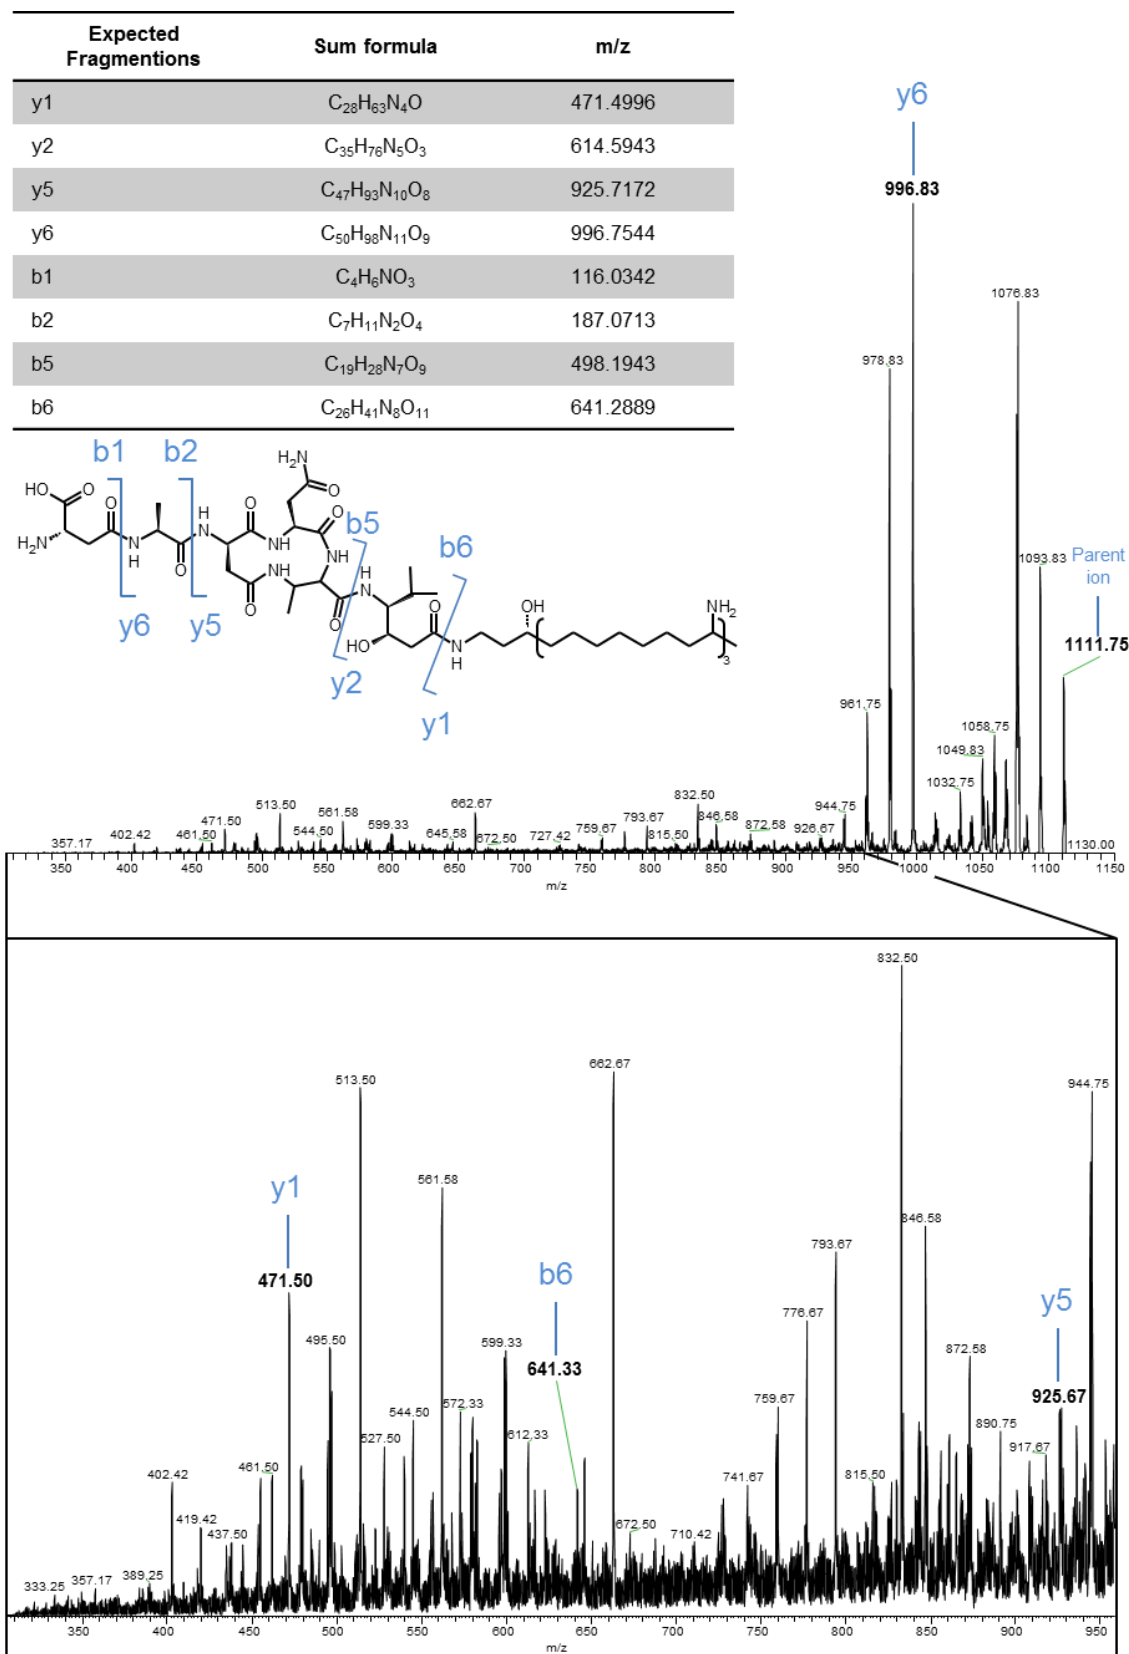 Expected
Fragmentions Sum formula m/z
y1 C28H63N4O 471.4996
y2 C35H76N5O3 614.5943
y5 C47H93N10O8 925.7172
y6 C50H98N11O9 996.7544
b1 C4H6NO3 116.0342
b2 C7H11N2O4 187.0713
b5 C19H28N7O9 498.1943
b6 C26H41N8O11 641.2889
b1 b2 H2N O
HO O O H N O O b5 b6
H2N N H O NH NH O H N O OH NH2
y6 y5 O O HO N H 3
y2
y1
y6
996.83
1076.83
978.83
1093.83 Parent
ion
1111.75
961.75
1058.75
1049.83
1032.75
357.17 402.42 461.50 471.50 513.50 544.50 561.58 599.33 645.58 662.67 672.50 727.42 759.67 793.67 815.50 832.50 846.58 872.58 926.67 944.75 1130.00
350 400 450 500 550 600 650 700 750 800 850 900 950 1000 1050 1100 1150
m/z
832.50
662.67
513.50 944.75
561.58
y1
846.58
793.67
471.50 b6 y5
776.67
495.50 599.33 641.33 872.58
925.67
759.67
544.50 572.33
527.50 612.33 890.75
917.67
402.42 461.50 741.67 815.50
419.42 437.50 672.50 710.42
333.25 357.17 389.25
350 400 450 500 550 600 650 700 750 800 850 900 950
m/z